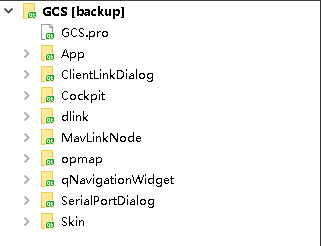 GCS [backup]
GCS.pro
App
ClientLinkDialog
Cockpit
dlink
MavLinkNode
opmap
qNavigationWidget
SerialPortDialog
Skin